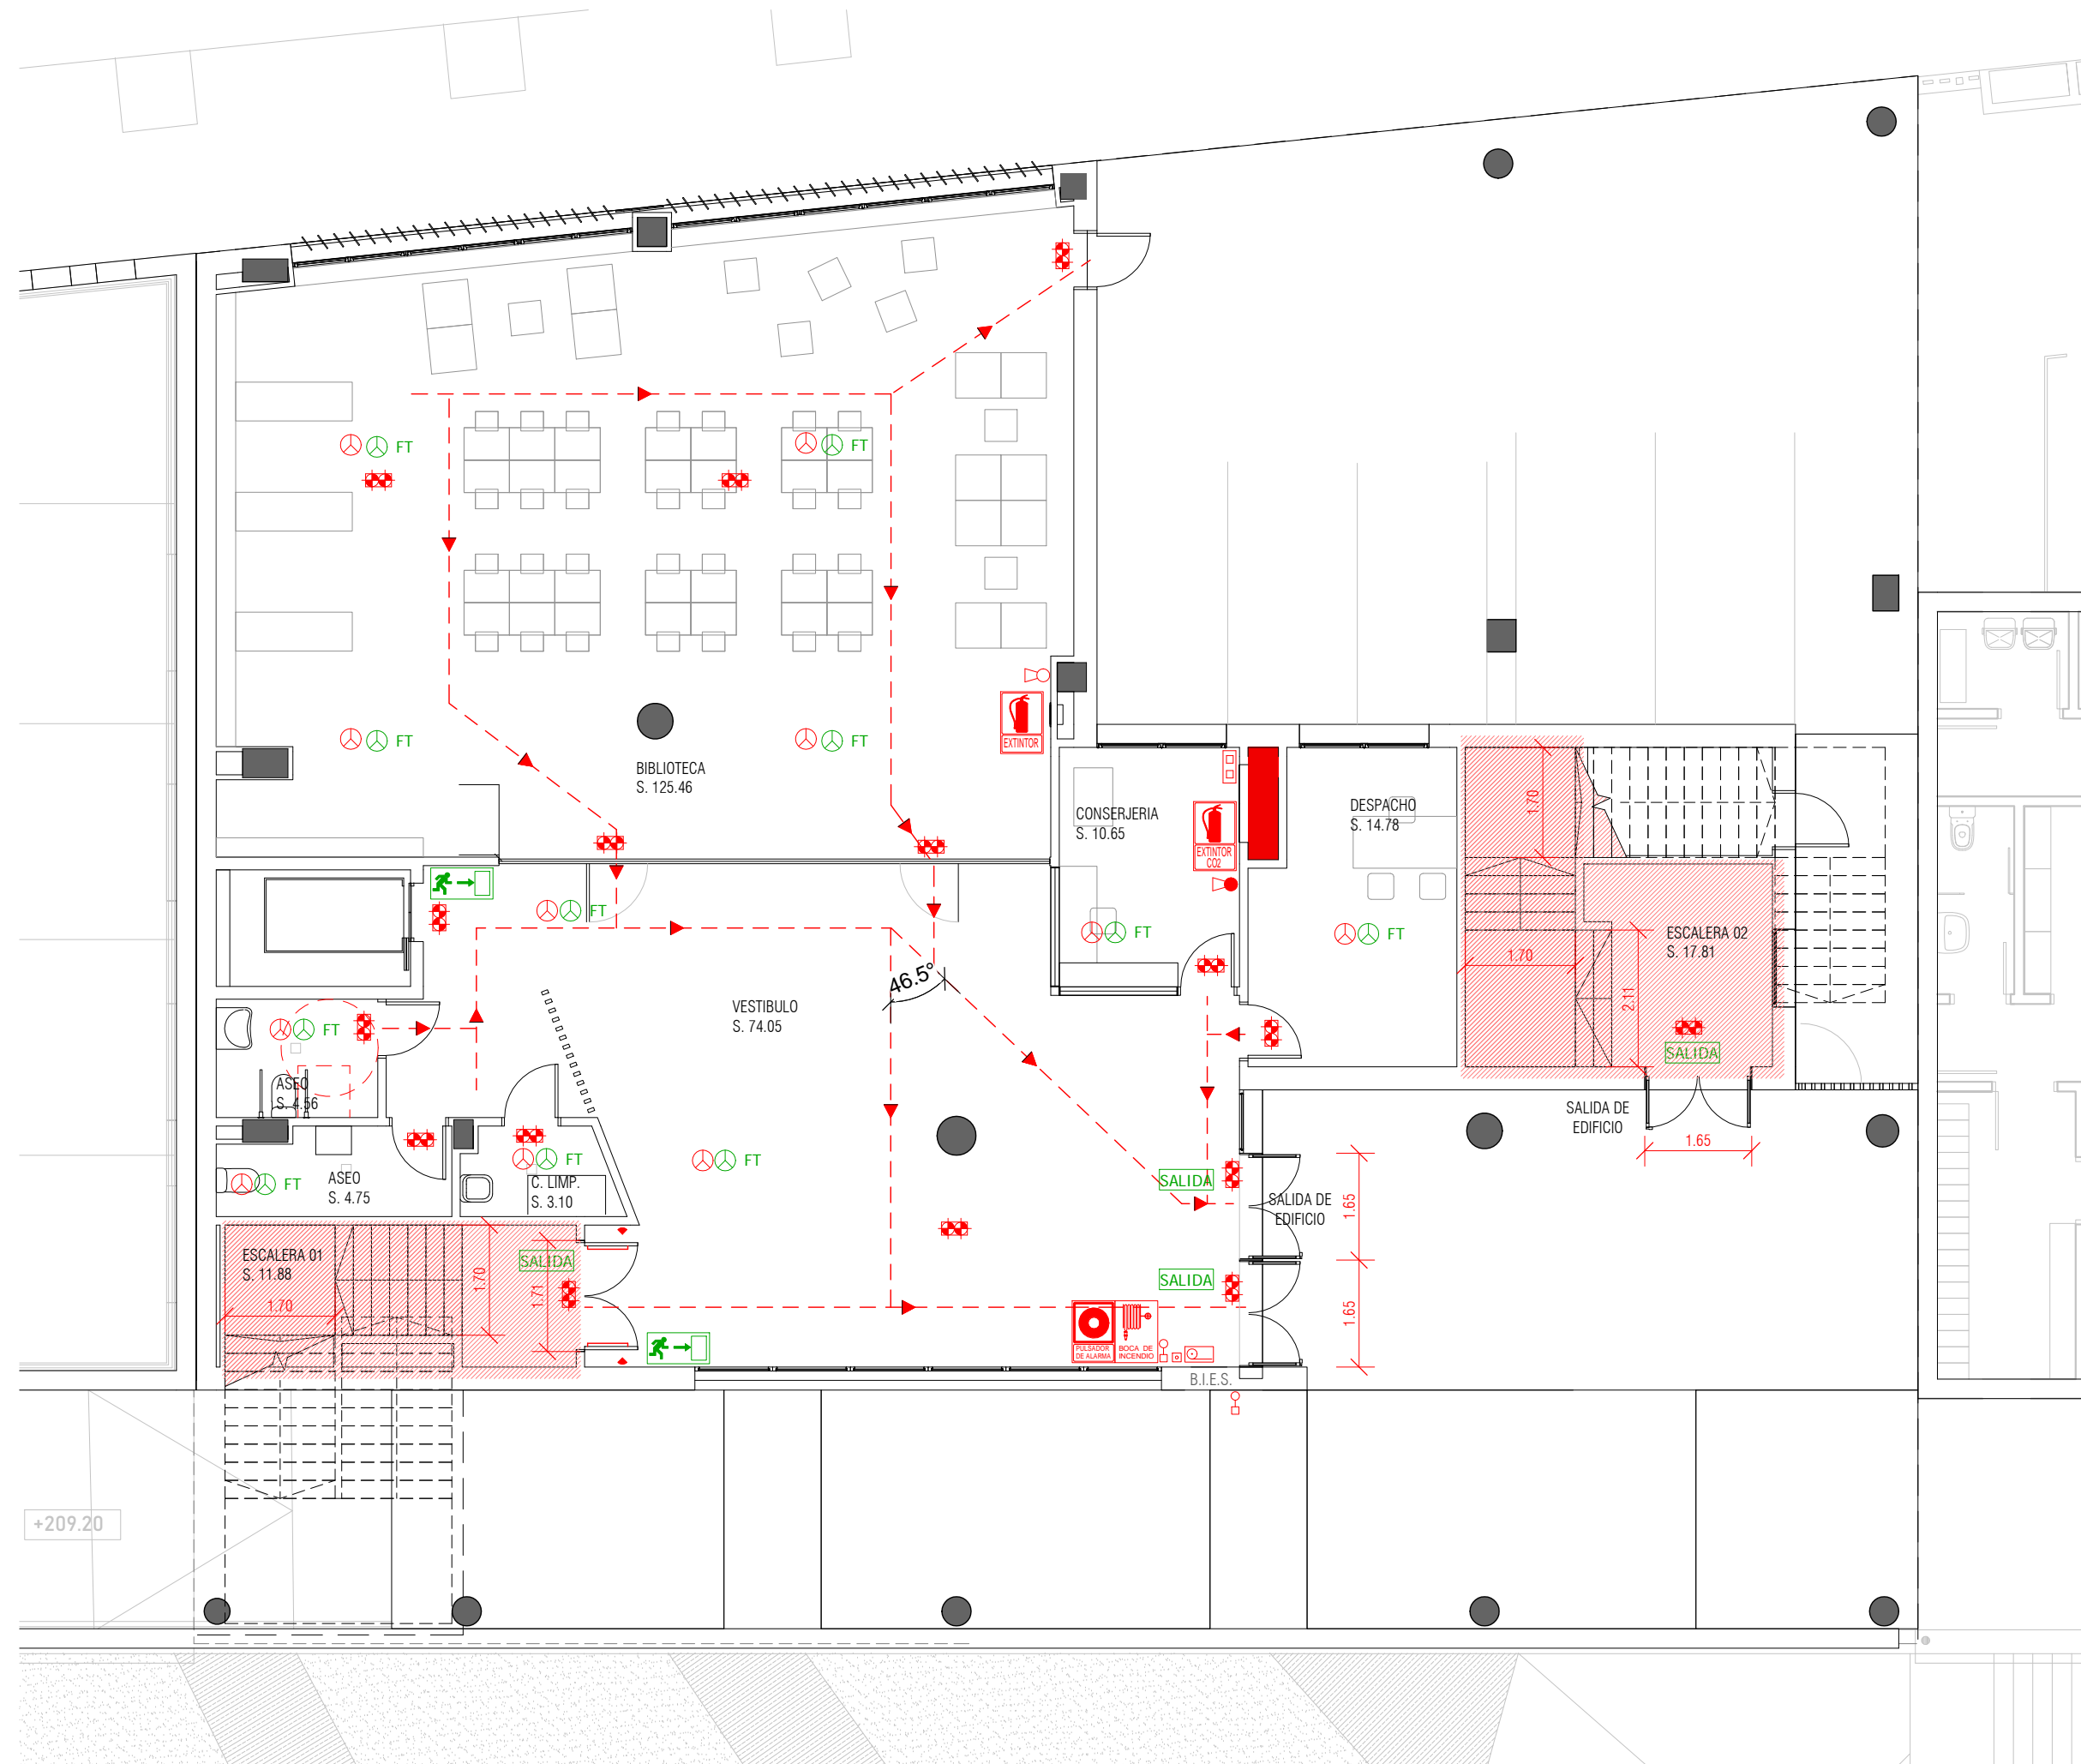 FT
FT
FT
FT
EXTINTOR
BIBLIOTECA
S. 125.46
CONSERJERIA
S. 10.65
EXTINTOR
CO2
DESPACHO
S. 14.78
1.70
FT
FT
FT
ESCALERA 02
S. 17.81
1.70
2.11
SALIDA
46.5°
VESTIBULO
S. 74.05
FT
ASEO
S. 4.56
SALIDA DE
EDIFICIO
1.65
FT
FT
C. LIMP.
S. 3.10
FT
ASEO
S. 4.75
SALIDA
SALIDA DE
EDIFICIO
1.65
ESCALERA 01
S. 11.88
1.70
1.70
SALIDA
1.71
SALIDA
1.65
PULSADOR
DE ALARMA
BOCA DE
INCENDIO
B.I.E.S.
+209.20